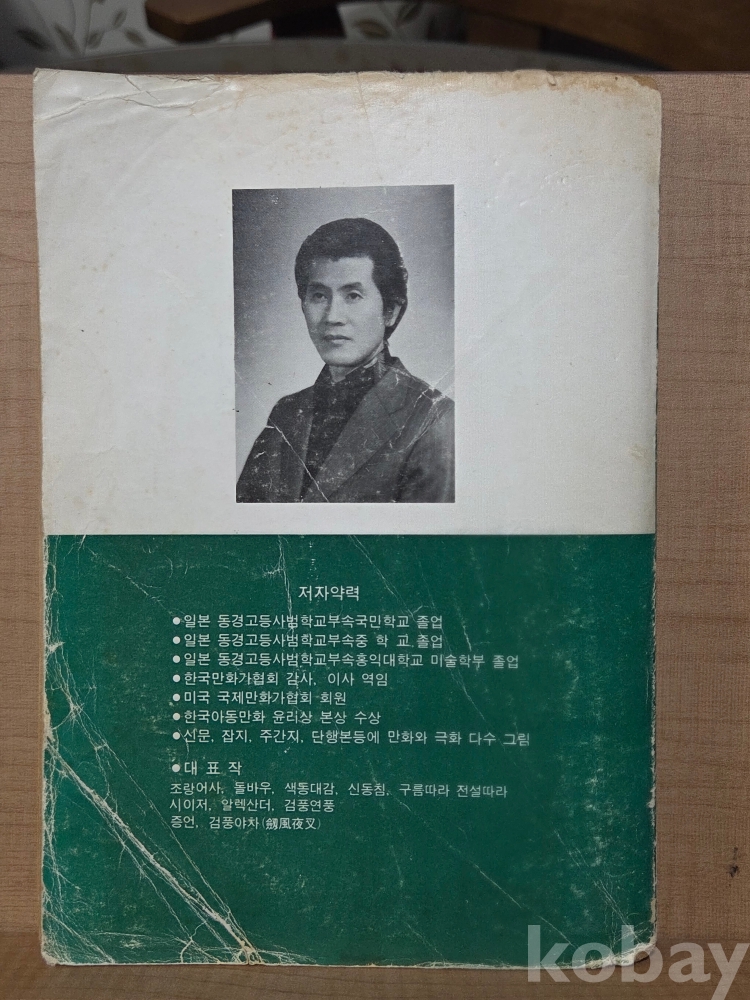 저자약력
●일본 동경고등사범학교부속국민학교 졸업
●일본 동경고등사범학교부속중 학 교 졸업
●일본 동경고등사범학교부속홍익대학교 미술학부 졸업
●한국만화가협회 감사, 이사 역임
●미국 국제만화가협회 회원
●한국아동만화 윤리상 본상 수상
●신문, 잡지, 주간지, 단행본등에 만화와 극화 다수 그림
●대 표 작
조랑어사, 돌바우, 색동대감, 신동침, 구름따라 전설따라
시이저, 알렉산더, 검풍연풍
증언, 검풍야차(劒風夜叉)
kobay